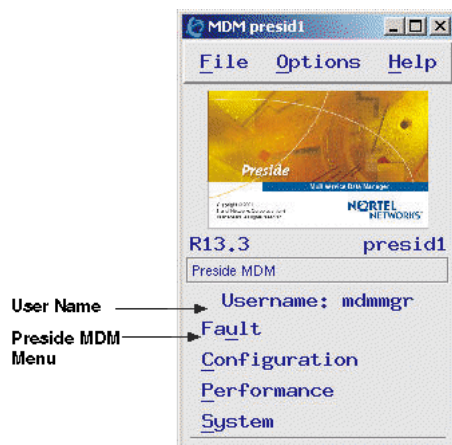 MDM presid1
File Options Help
Preside
Multiservice Data Manager
NORTEL
NETWORKS
R13.3 presid1
Preside MDM
User Name
Username: mdmmgr
Preside MDM
Menu
Fault
Configuration
Performance
System